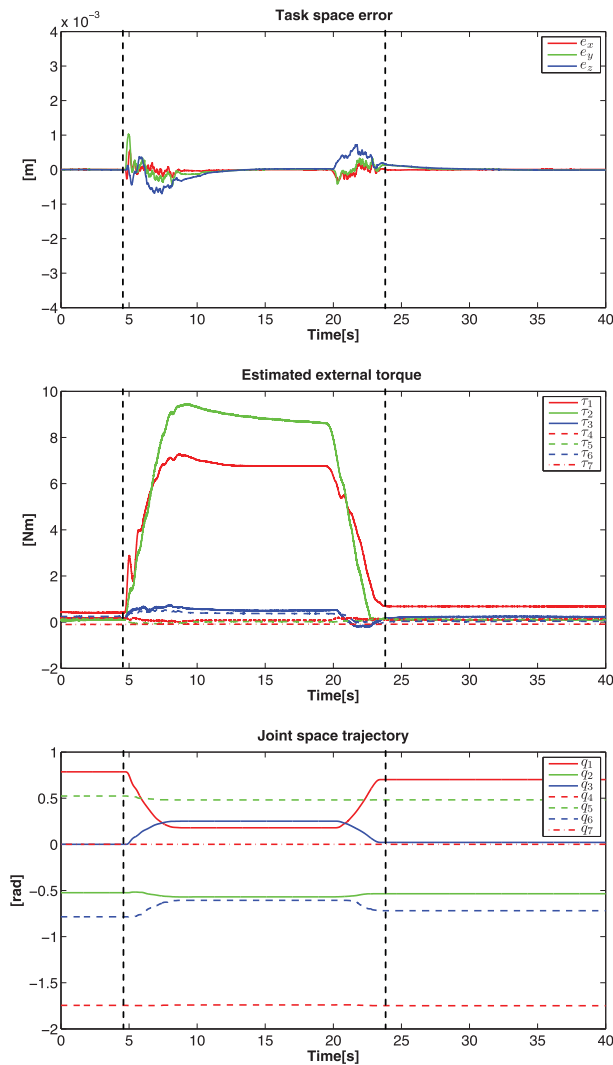 Task space error
x 10⁻³
4
3
2
1
0
−1
−2
−3
−4
[m]
e_x
e_y
e_z
0 5 10 15 20 25 30 35 40
Time[s]
Estimated external torque
10
8
6
4
2
0
−2
[Nm]
τ_1
τ_2
τ_3
τ_4
τ_5
τ_6
τ_7
0 5 10 15 20 25 30 35 40
Time[s]
Joint space trajectory
1
0.5
0
−0.5
−1
−1.5
−2
[rad]
q_1
q_2
q_3
q_4
q_5
q_6
q_7
0 5 10 15 20 25 30 35 40
Time[s]